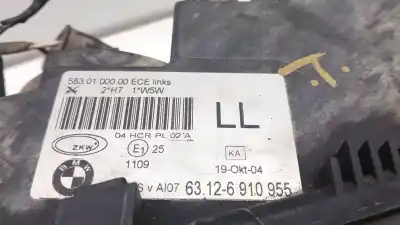 583 01 000 00 ECE links
2*H7 1*W5W
04 HCR PL 02 A
LL
ZKW
E1 25
KA
1109
19-Okt-04
BMW
S v AI07 63.12-6 910 955